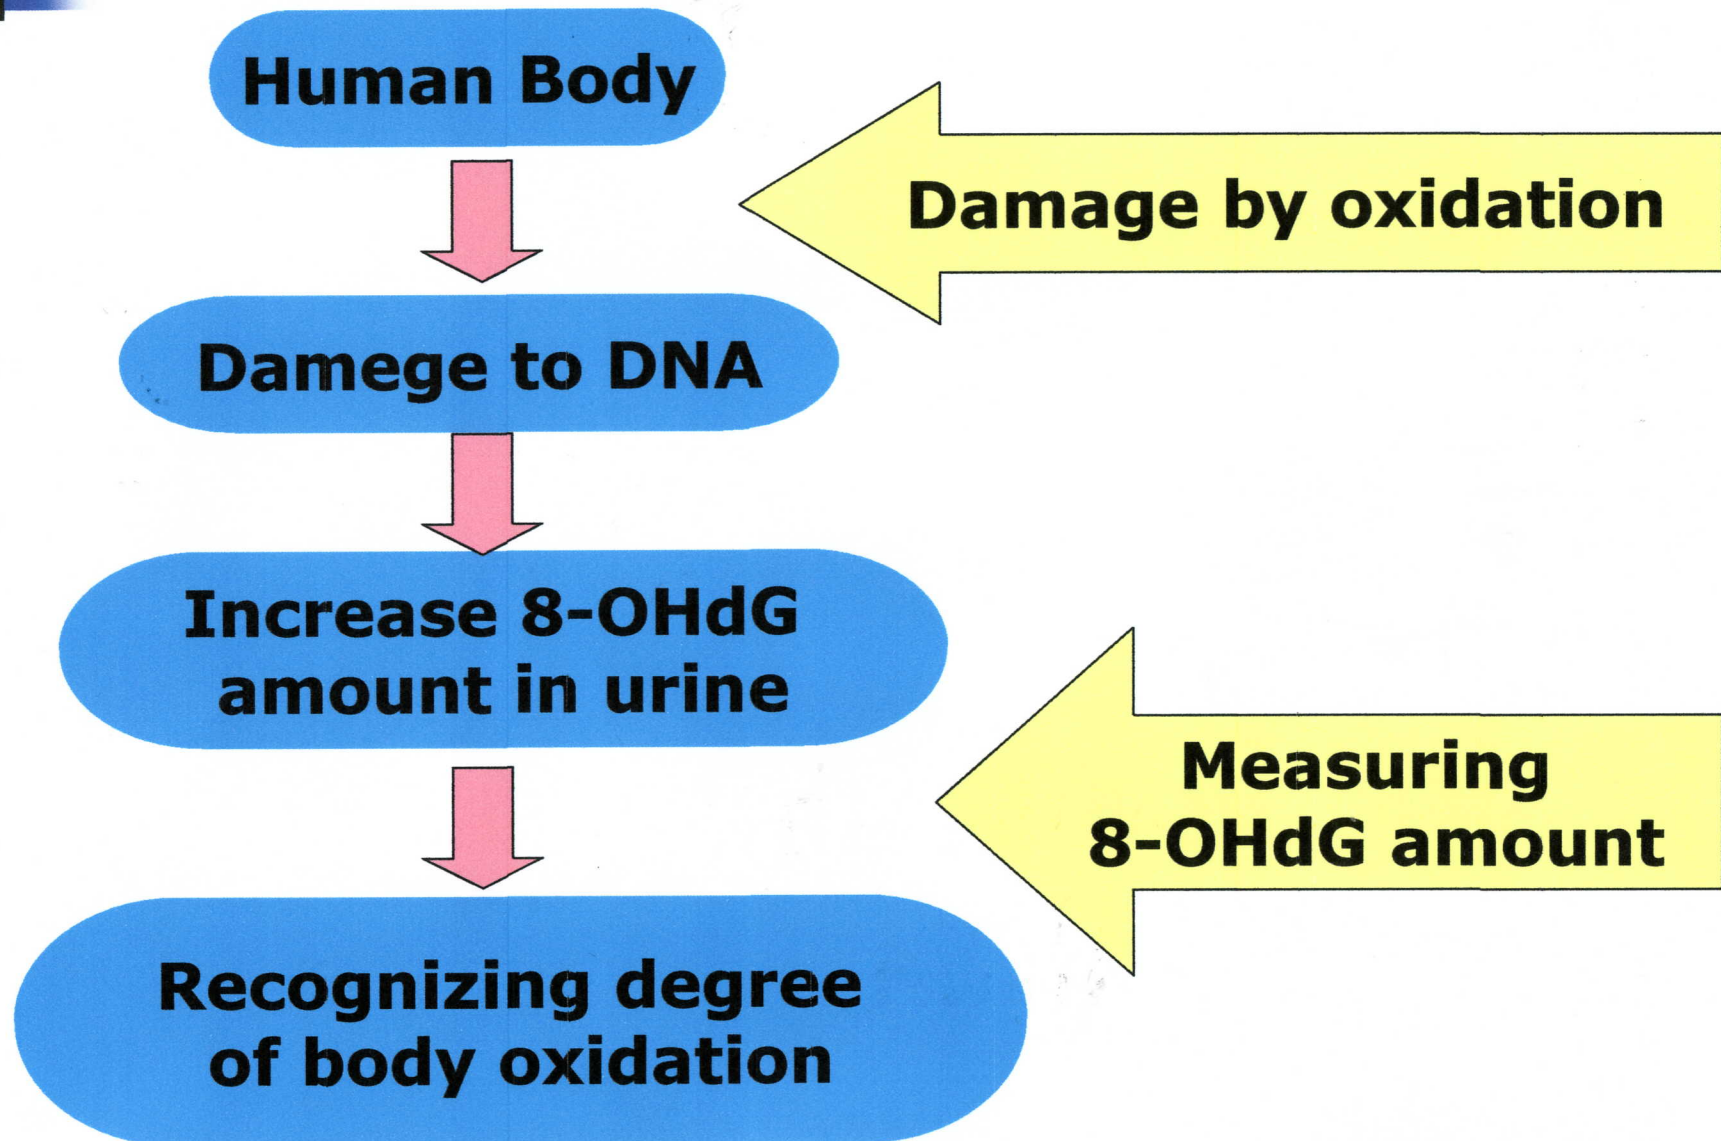 Human Body
Damage by oxidation
Damege to DNA
Increase 8-OHdG
amount in urine
Measuring
8-OHdG amount
Recognizing degree
of body oxidation